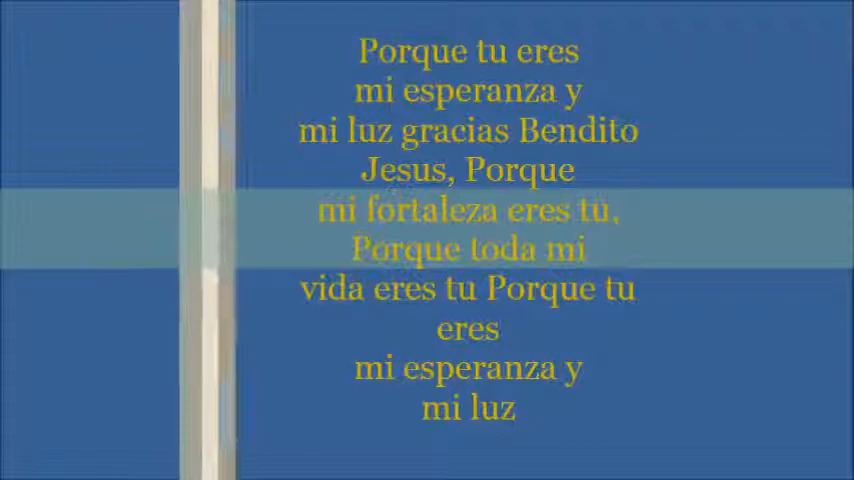 Porque tu eres
mi esperanza y
mi luz gracias Bendito
Jesus, Porque
mi fortaleza eres tu,
Porque toda mi
vida eres tu Porque tu
eres
mi esperanza y
mi luz